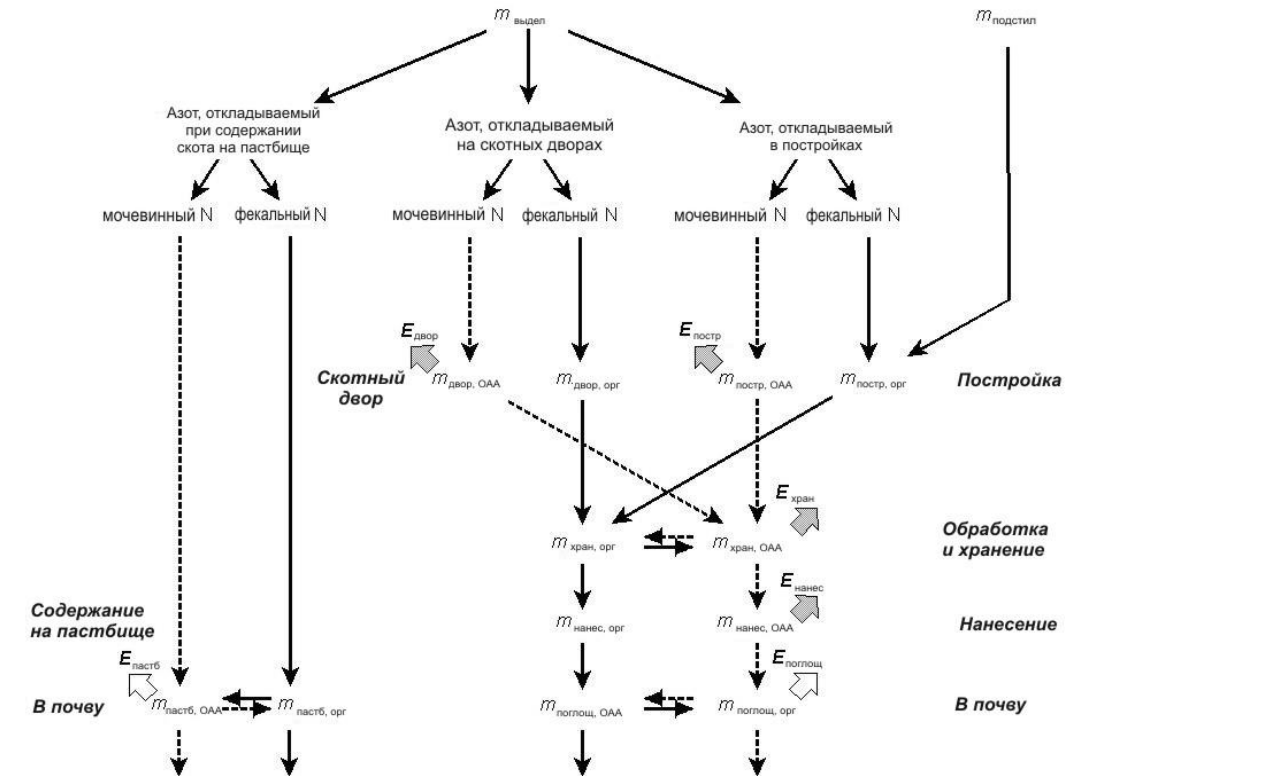 m выдел
m подстил
Азот, откладываемый
при содержании
скота на пастбище
Азот, откладываемый
на скотных дворах
Азот, откладываемый
в постройках
мочевинный N
фекальный N
мочевинный N
фекальный N
мочевинный N
фекальный N
E двор
E постр
Скотный
двор
m двор, ОАА
m двор, орг
m постр, ОАА
m постр, орг
Постройка
E хран
m хран, орг
m хран, ОАА
Обработка
и хранение
E нанес
Содержание
на пастбище
m нанес, орг
m нанес, ОАА
Нанесение
E пастб
E поглощ
В почву
m пастб, ОАА
m пастб, орг
m поглощ, ОАА
m поглощ, орг
В почву